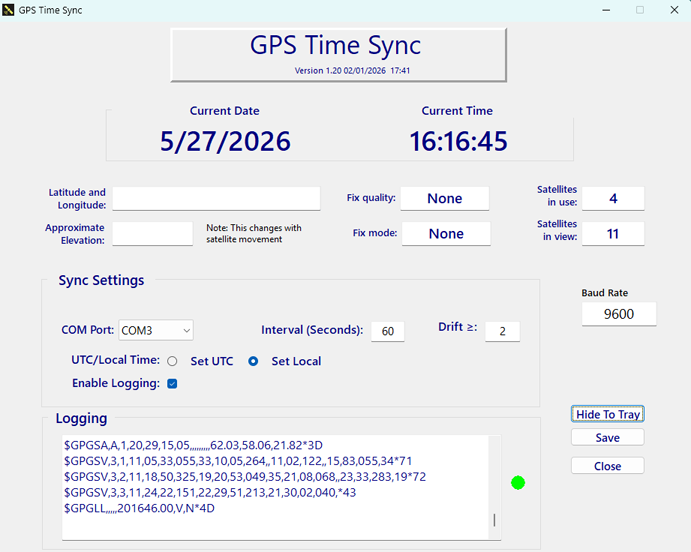 GPS Time Sync
GPS Time Sync
Version 1.20 02/01/2026 17:41
Current Date
Current Time
5/27/2026
16:16:45
Latitude and Longitude:
Fix quality:
None
Satellites in use:
4
Approximate Elevation:
Note: This changes with satellite movement
Fix mode:
None
Satellites in view:
11
Sync Settings
Baud Rate
9600
COM Port:
COM3
Interval (Seconds):
60
Drift ≥:
2
UTC/Local Time:
Set UTC
Set Local
Enable Logging:
Hide To Tray
Save
Close
Logging
$GPGSA,A,1,20,29,15,05,,,,,,,,,62.03,58.06,21.82*3D
$GPGSV,3,1,11,05,33,055,33,10,05,264,,11,02,122,,15,83,055,34*71
$GPGSV,3,2,11,18,50,325,19,20,53,049,35,21,08,068,,23,33,283,19*72
$GPGSV,3,3,11,24,22,151,22,29,51,213,21,30,02,040,*43
$GPGLL,,,,,201646.00,V,N*4D